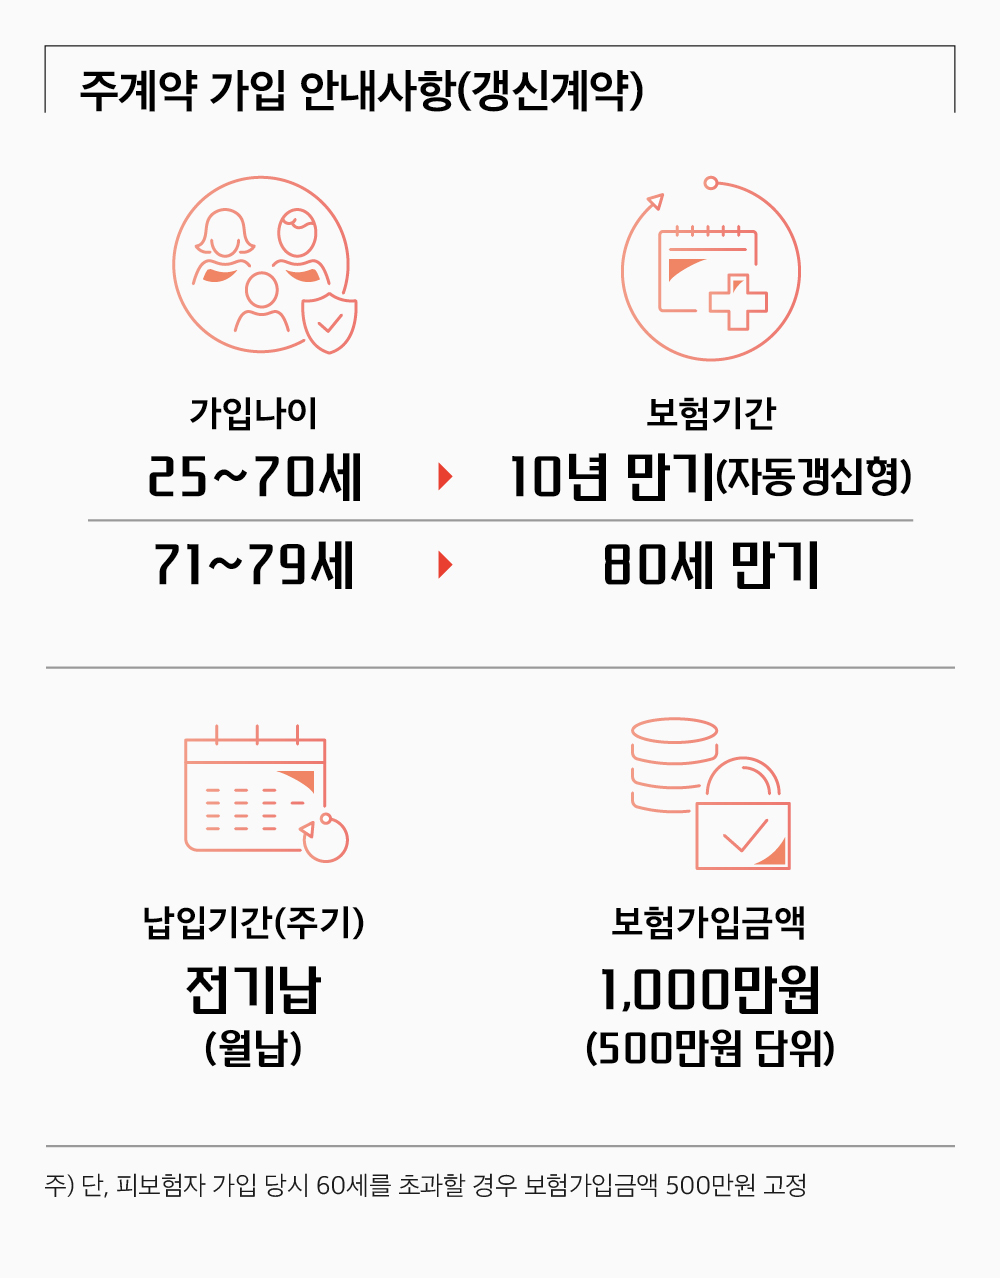 주계약 가입 안내사항(갱신계약)
가입나이
보험기간
25~70세 ▶ 10년 만기(자동갱신형)
71~79세 ▶ 80세 만기
납입기간(주기)
전기납
(월납)
보험가입금액
1,000만원
(500만원 단위)
주) 단, 피보험자 가입 당시 60세를 초과할 경우 보험가입금액 500만원 고정